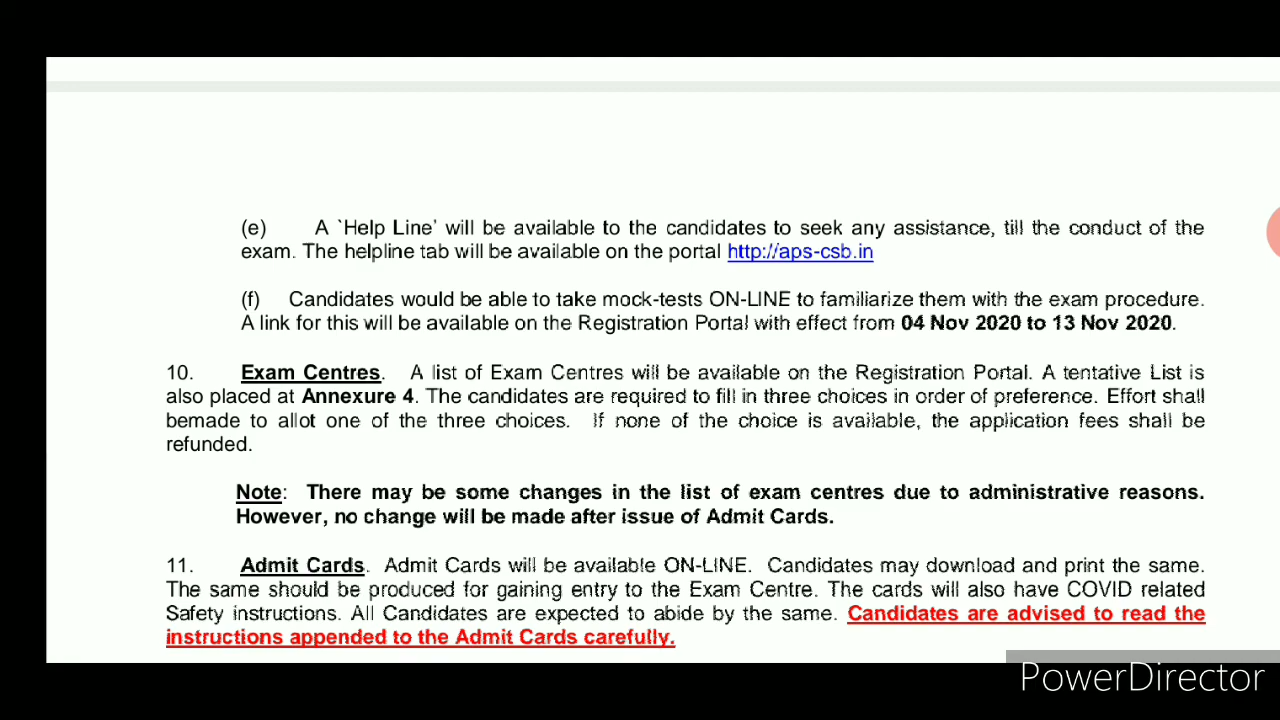 (e) A `Help Line' will be available to the candidates to seek any assistance, till the conduct of the
exam. The helpline tab will be available on the portal http://aps-csb.in
(f) Candidates would be able to take mock-tests ON-LINE to familiarize them with the exam procedure.
A link for this will be available on the Registration Portal with effect from 04 Nov 2020 to 13 Nov 2020.
10. Exam Centres. A list of Exam Centres will be available on the Registration Portal. A tentative List is
also placed at Annexure 4. The candidates are required to fill in three choices in order of preference. Effort shall
bemade to allot one of the three choices. If none of the choice is available, the application fees shall be
refunded.
Note: There may be some changes in the list of exam centres due to administrative reasons.
However, no change will be made after issue of Admit Cards.
11. Admit Cards. Admit Cards will be available ON-LINE. Candidates may download and print the same.
The same should be produced for gaining entry to the Exam Centre. The cards will also have COVID related
Safety instructions. All Candidates are expected to abide by the same. Candidates are advised to read the
instructions appended to the Admit Cards carefully.
PowerDirector